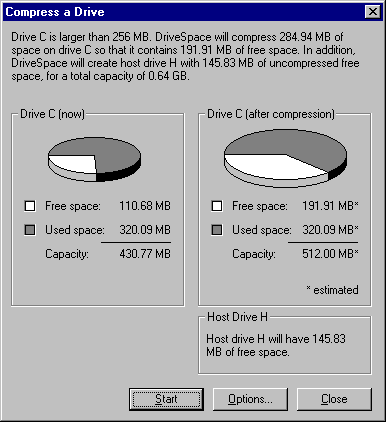 Compress a Drive
Drive C is larger than 256 MB. DriveSpace will compress 284.94 MB of
space on drive C so that it contains 191.91 MB of free space. In addition,
DriveSpace will create host drive H with 145.83 MB of uncompressed free
space, for a total capacity of 0.64 GB.
Drive C (now)
Free space: 110.68 MB
Used space: 320.09 MB
Capacity: 430.77 MB
Drive C (after compression)
Free space: 191.91 MB*
Used space: 320.09 MB*
Capacity: 512.00 MB*
* estimated
Host Drive H
Host drive H will have 145.83
MB of free space.
Start Options... Close